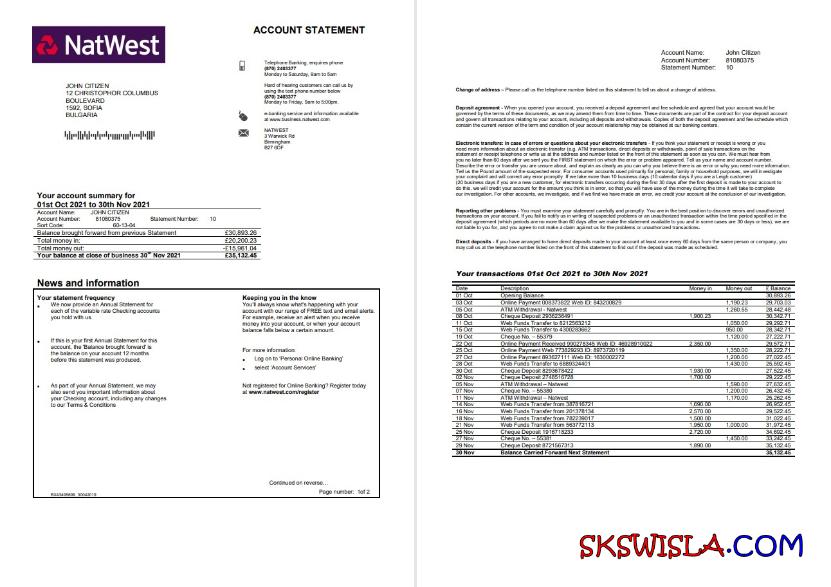 NatWest
ACCOUNT STATEMENT
Telephone Banking, enquires phone
(870) 2483377
Monday to Saturday, 8am to 5am
Hard of hearing customers can call us by
using the text phone number below
(870) 2483377
Monday to Friday, 9am to 5:00pm.
e-banking service and information available
at www.business.natwest.com
NATWEST
3 Warwick Rd
Birmingham
JOHN CITIZEN
12 CHRISTOPHOR COLUMBUS
BOULEVARD
1592, SOFIA
BULGARIA
Your account summary for
01st Oct 2021 to 30th Nov 2021
Account Name: JOHN CITIZEN
Account Number: 81080375 Statement Number: 10
Sort Code: 60-13-04
Balance brought forward from previous Statement £30,893.26
Total money in: £20,200.23
Total money out: -£15,961.04
Your balance at close of business 30th Nov 2021 £35,132.45
News and information
Your statement frequency
We now provide an Annual Statement for
each of the variable rate Checking accounts
you hold with us.
If this is your first Annual Statement for this
account, the 'Balance brought forward' is
the balance on your account 12 months
before this statement was produced.
As part of your Annual Statement, we may
also send you important information about
your Checking account, including any changes
to our Terms & Conditions
Keeping you in the know
You'll always know what's happening with your
account with our range of FREE text and email alerts.
For example, receive an alert when you receive
money into your account, or when your account
balance falls below a certain amount.
For more information
Log on to 'Personal Online Banking'
select 'Account Services'
Not registered for Online Banking? Register today
at www.natwest.com/register
Continued on reverse...
Page number: 1of 2
Account Name: John Citizen
Account Number: 81080375
Statement Number: 10
Change of address – Please call us the telephone number listed on this statement to tell us about a change of address.
Deposit agreement - When you opened your account, you received a deposit agreement and fee schedule and agreed that your account would be
governed by the terms of these documents, as we may amend them from time to time. These documents are part of the contract for your deposit account
and govern all transactions relating to your account, including all deposits and withdrawals. Copies of both the deposit agreement and fee schedule which
contain the current version of the term and condition of your account relationship may be obtained at our banking centers.
Electronic transfers: In case of errors or questions about your electronic transfers - If you think your statement or receipt is wrong or you
need more information about an electronic transfer (e.g. ATM transactions, direct deposits or withdrawals, point of sale transactions on the
statement or receipt telephone or write us at the address and number listed on the front of this statement as soon as you can. We must hear from
you no later than 60 days after we sent you the FIRST statement on which the error or problem appeared. Tell us your name and account number.
Describe the error or transfer you are unsure about, and explain as clearly as you can why you believe there is an error or why you need more information.
Tell us the Pound amount of the suspected error. For consumer accounts used primarily for personal, family or household purposes, we will investigate
your complaint and will correct any error promptly. If we take more than 10 business days (10 calendar days if you are a Leigh customer)
(20 business days if you are a new customer, for electronic transfers occurring during the first 30 days after the first deposit is made to your account to
do this, we will credit your account for the amount you think is in error, so that you will have use of the money during the time it will take to complete
our investigation. For other accounts, we investigate, and if we find we have made an error, we credit your account at the conclusion of our investigation.
Reporting other problems - You must examine your statement carefully and promptly. You are in the best position to discover errors and unauthorized
transactions on your account. If you fail to notify us in writing of suspected problems or an unauthorized transaction within the time period specified in the
deposit agreement (which periods are no more than 60 days after we make the statement available to you and in some cases are 30 days or less), we are
not liable to you for, and you agree to not make a claim against us for the problems or unauthorized transactions.
Direct deposits - If you have arranged to have direct deposits made to your account at least once every 60 days from the same person or company, you
may call us at telephone number listed on the front of this statement to find out if the deposit was made as scheduled.
Your transactions 01st Oct 2021 to 30th Nov 2021
Date Description Money in Money out £ Balance
01 Oct Opening Balance 30,893.26
03 Oct Online Payment 008373822 Web ID: 843200829 1,190.23 29,703.03
05 Oct ATM Withdrawal - Natwest 1,260.55 28,442.48
08 Oct Cheque Deposit 2938236491 1,900.23 30,342.71
11 Oct Web Funds Transfer to 8212563212 1,050.00 29,292.71
15 Oct Web Funds Transfer to 4300283682 950.00 28,342.71
19 Oct Cheque No. – 55379 1,120.00 27,222.71
22 Oct Online Payment Received 990278345 Web ID: 46928910022 2,350.00 29,572.71
25 Oct Online Payment Web 773829293 ID: 8973720119 1,350.00 28,222.71
27 Oct Online Payment 893627111 Web ID: 1630002272 1,200.00 27,022.45
28 Oct Web Funds Transfer to 6889324401 1,430.00 25,592.45
30 Oct Cheque Deposit 8293678422 1,930.00 27,522.45
02 Nov Cheque Deposit 2748516728 1,700.00 29,222.45
05 Nov ATM Withdrawal – Natwest 1,590.00 27,632.45
07 Nov Cheque No. – 55380 1,200.00 26,432.45
11 Nov ATM Withdrawal – Natwest 1,170.00 25,262.45
14 Nov Web Funds Transfer from 387816721 1,690.00 26,952.45
16 Nov Web Funds Transfer from 201378134 2,570.00 29,522.45
18 Nov Web Funds Transfer from 782239017 1,500.00 31,022.45
21 Nov Web Funds Transfer from 563772113 1,950.00 1,000.00 31,972.45
25 Nov Cheque Deposit 1916718233 2,720.00 34,692.45
27 Nov Cheque No. – 55381 1,450.00 33,242.45
29 Nov Cheque Deposit 8721567313 1,890.00 35,132.45
30 Nov Balance Carried Forward Next Statement 35,132.45
SKSWISLA.COM